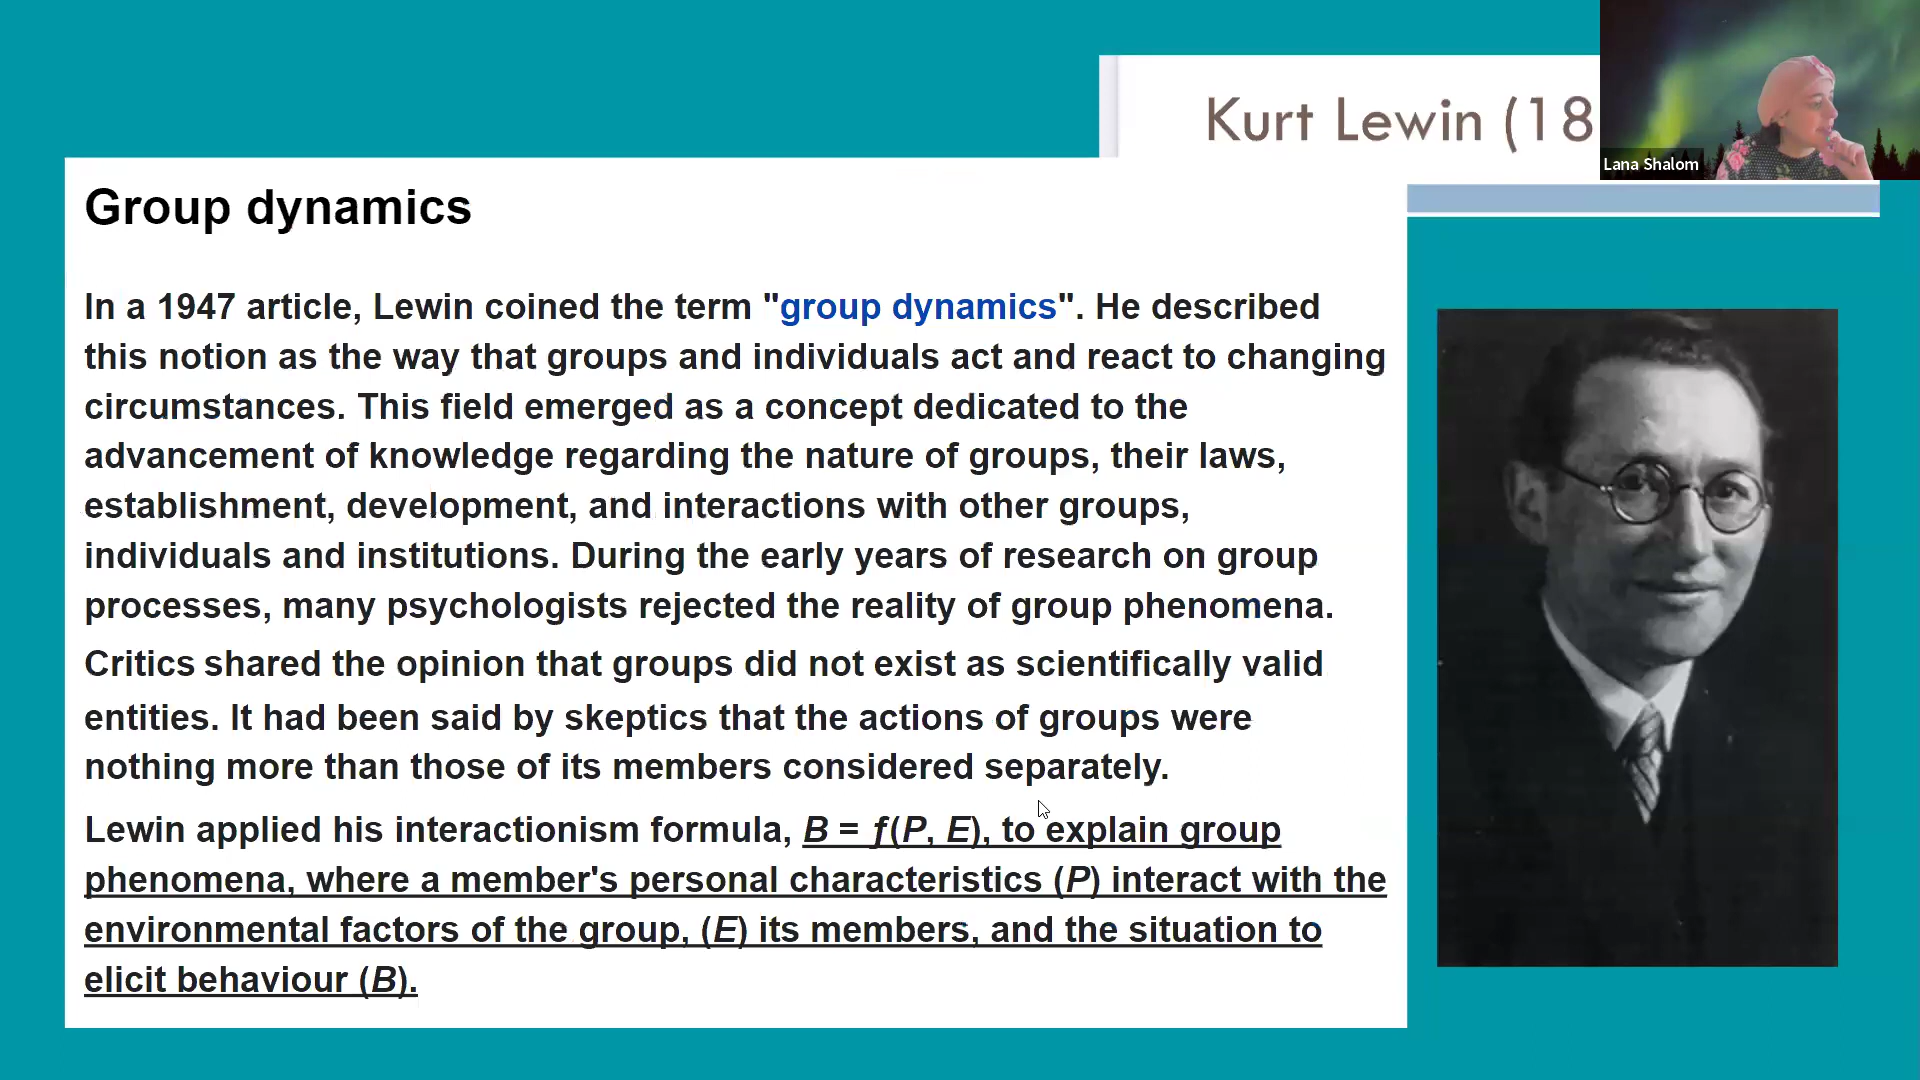 Kurt Lewin (18
Lana Shalom
Group dynamics
In a 1947 article, Lewin coined the term "group dynamics". He described
this notion as the way that groups and individuals act and react to changing
circumstances. This field emerged as a concept dedicated to the
advancement of knowledge regarding the nature of groups, their laws,
establishment, development, and interactions with other groups,
individuals and institutions. During the early years of research on group
processes, many psychologists rejected the reality of group phenomena.
Critics shared the opinion that groups did not exist as scientifically valid
entities. It had been said by skeptics that the actions of groups were
nothing more than those of its members considered separately.
Lewin applied his interactionism formula, B = ƒ(P, E), to explain group
phenomena, where a member's personal characteristics (P) interact with the
environmental factors of the group, (E) its members, and the situation to
elicit behaviour (B).